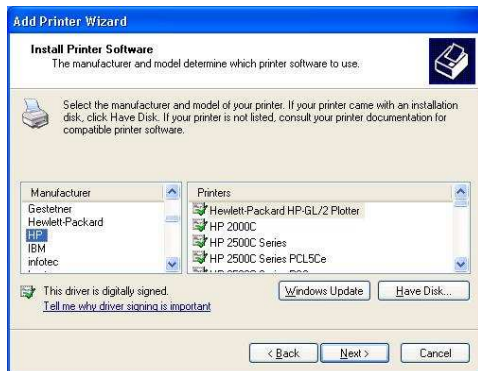 Add Printer Wizard
Install Printer Software
The manufacturer and model determine which printer software to use.
Select the manufacturer and model of your printer. If your printer came with an installation
disk, click Have Disk. If your printer is not listed, consult your printer documentation for
compatible printer software.
Manufacturer
Gestetner
Hewlett-Packard
HP
IBM
infotec
Printers
Hewlett-Packard HP-GL/2 Plotter
HP 2000C
HP 2500C Series
HP 2500C Series PCL5Ce
This driver is digitally signed.
Tell me why driver signing is important
Windows Update
Have Disk...
< Back
Next >
Cancel